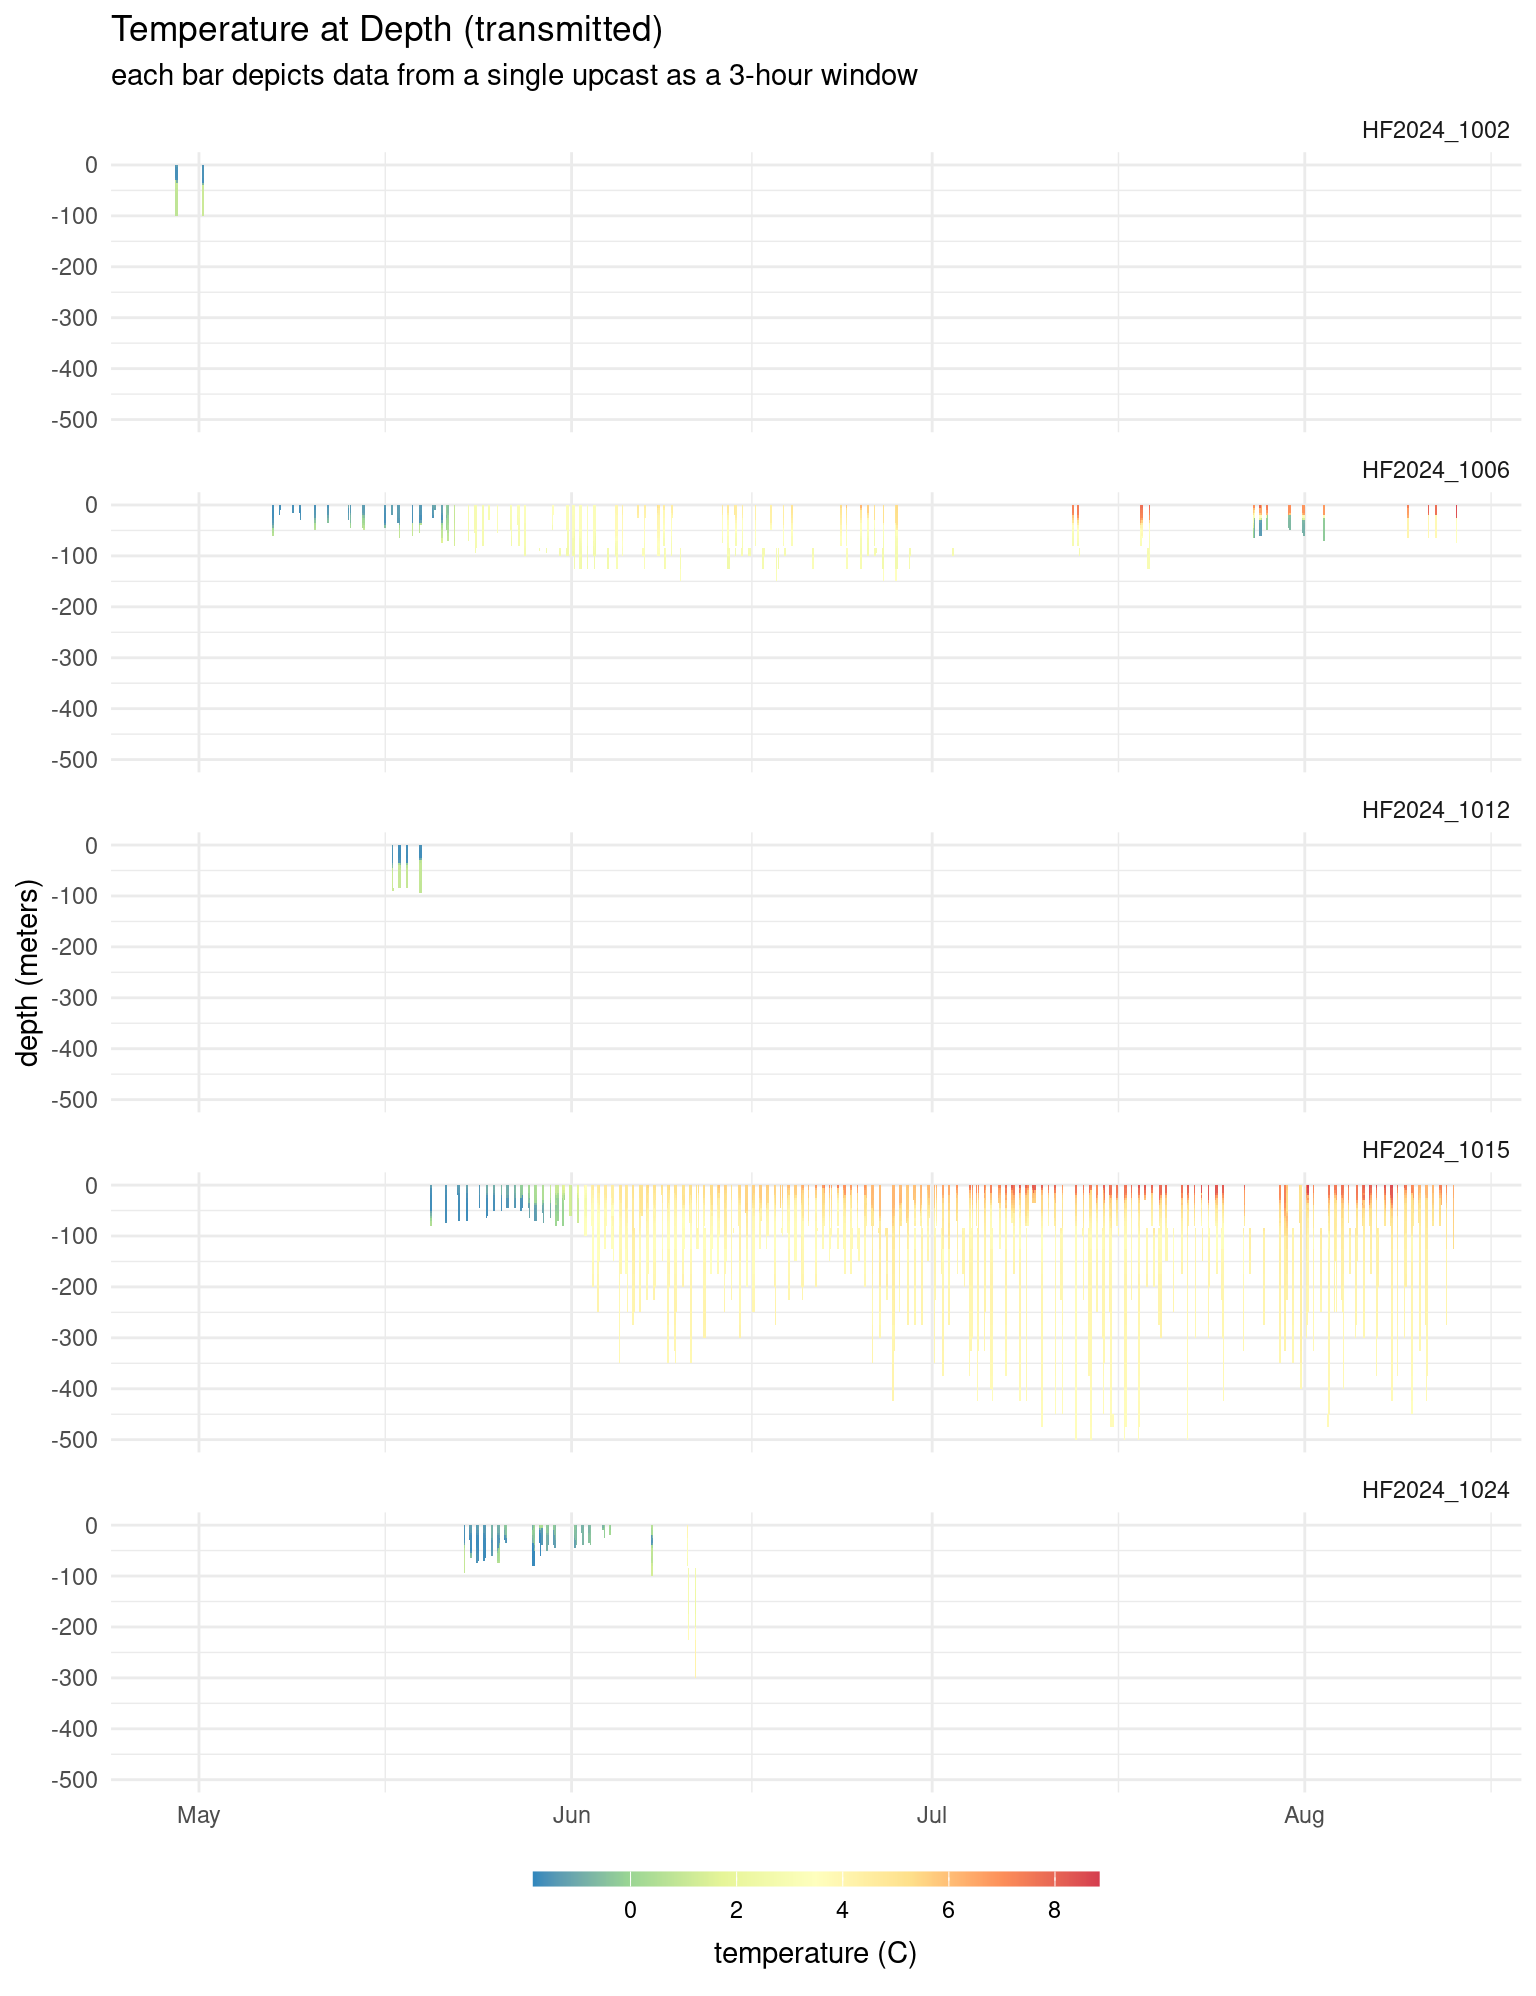 Temperature at Depth (transmitted)
each bar depicts data from a single upcast as a 3-hour window
HF2024_1002
0
-100
-200
-300
-400
-500
HF2024_1006
0
-100
-200
-300
-400
-500
HF2024_1012
0
-100
-200
-300
-400
-500
depth (meters)
HF2024_1015
0
-100
-200
-300
-400
-500
HF2024_1024
0
-100
-200
-300
-400
-500
May Jun Jul Aug
0 2 4 6 8
temperature (C)